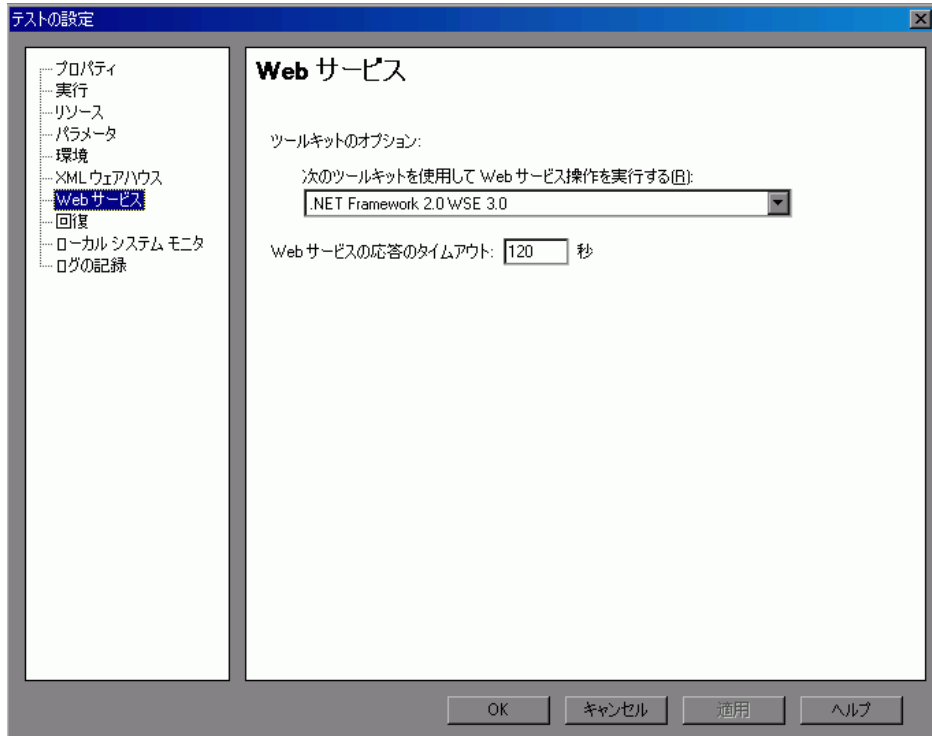 テストの設定
プロパティ
実行
リソース
パラメータ
環境
XML ウェアハウス
Web サービス
回復
ローカル システム モニタ
ログの記録
Web サービス
ツールキットのオプション:
次のツールキットを使用して Web サービス操作を実行する(R):
.NET Framework 2.0 WSE 3.0
Web サービスの応答のタイムアウト: 120 秒
OK キャンセル 適用 ヘルプ